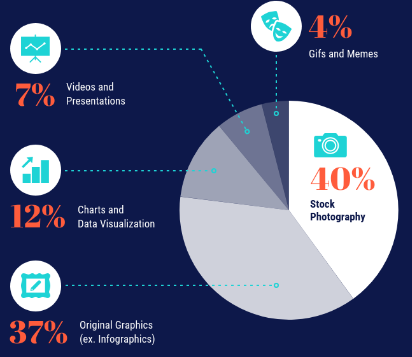 4%
Gifs and Memes
7%
Videos and
Presentations
40%
Stock
Photography
12%
Charts and
Data Visualization
37%
Original Graphics
(ex. Infographics)